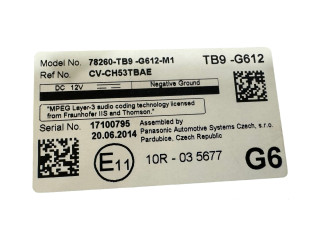 Model No. 78260-TB9 -G612-M1 TB9 -G612
Ref No. CV-CH53TBAE
DC 12V Negative Ground
"MPEG Layer-3 audio coding technology licensed
from Fraunhofer IIS and Thomson."
Serial No. 17100795 Assembled by
20.06.2014 Panasonic Automotive Systems Czech, s.r.o.
Pardubice, Czech Republic
E11 10R - 03 5677 G6